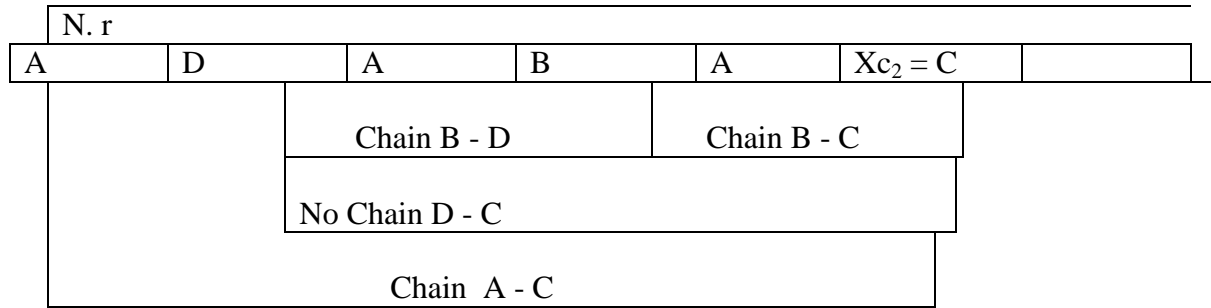 N. r
A D A B A Xc₂ = C
Chain B - D Chain B - C
No Chain D - C
Chain A - C